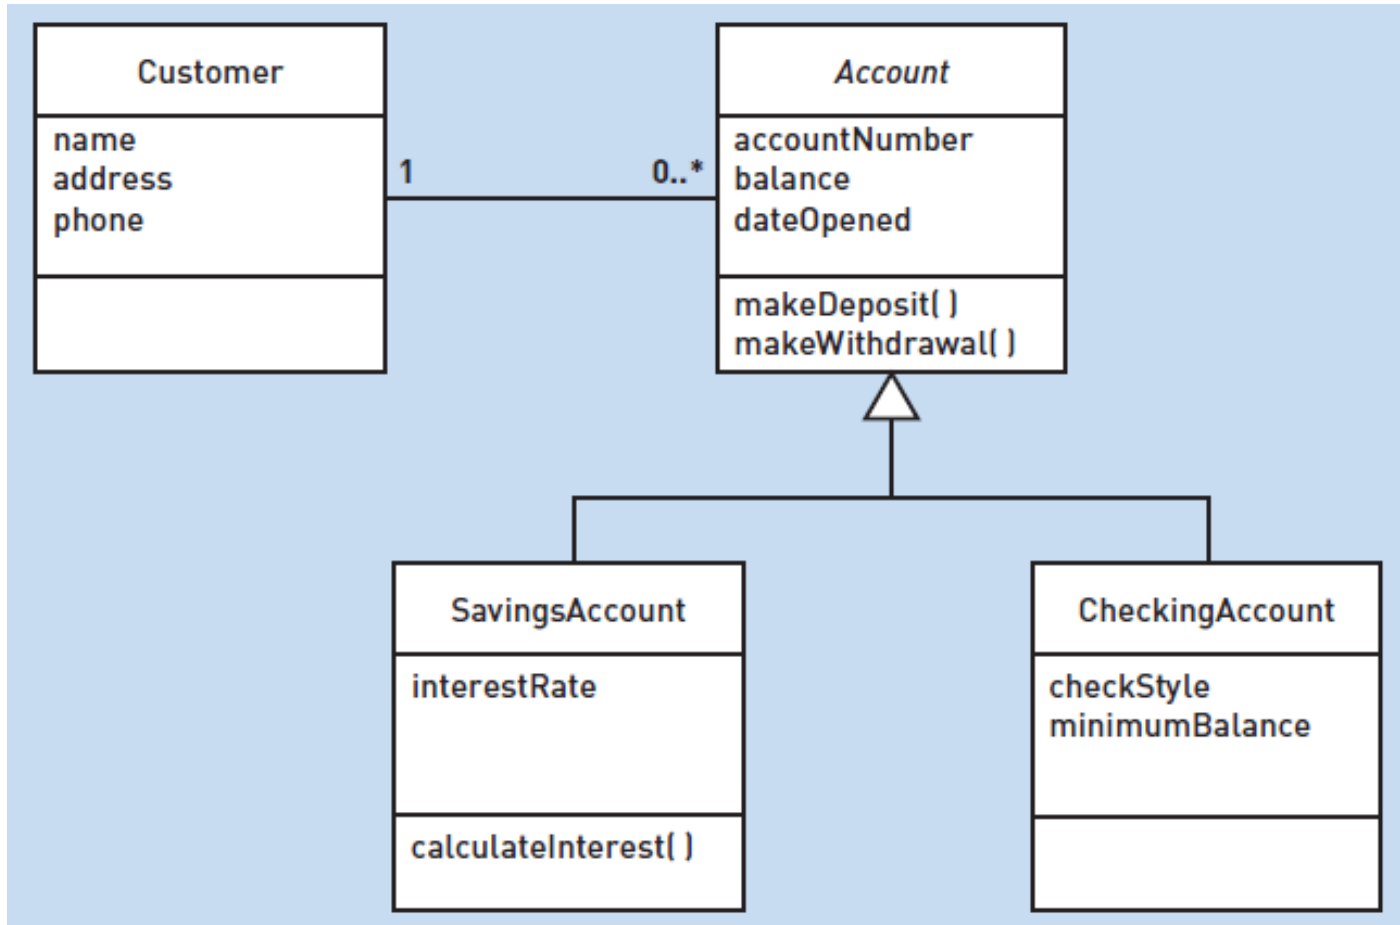 Customer
name
address
phone
1
0..*
Account
accountNumber
balance
dateOpened
makeDeposit( )
makeWithdrawal( )
SavingsAccount
interestRate
calculateInterest( )
CheckingAccount
checkStyle
minimumBalance